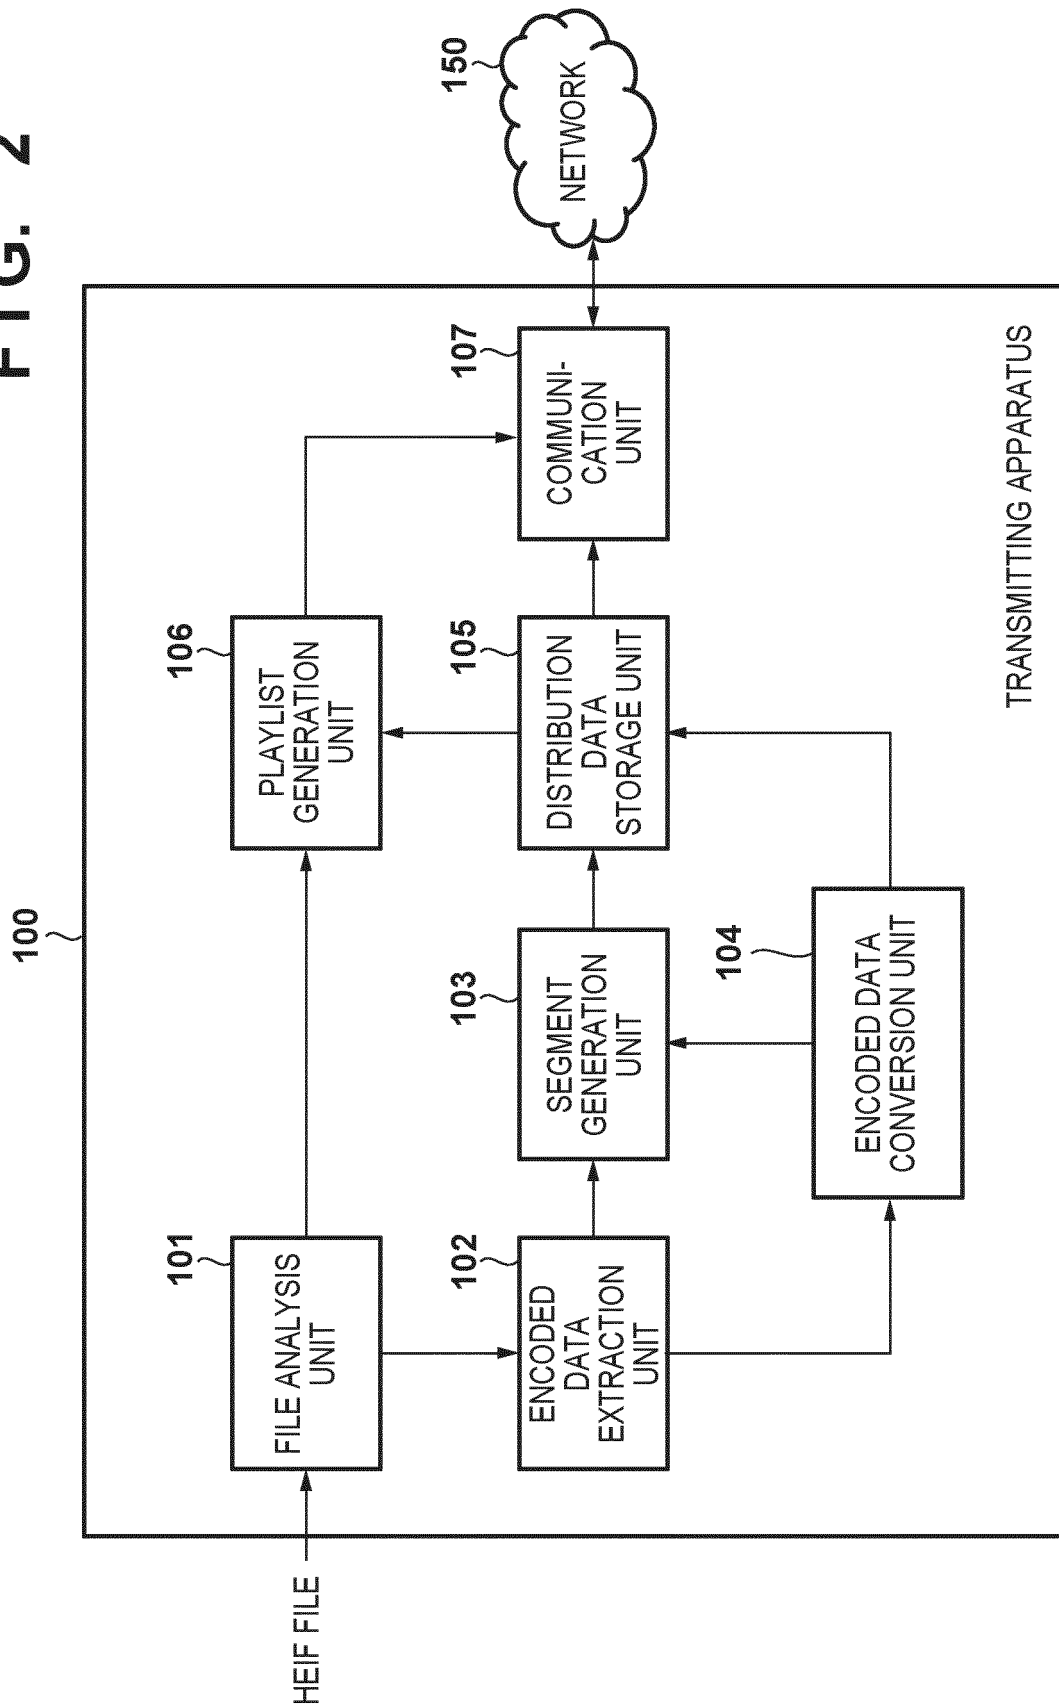 FIG. 2
100
HEIF FILE
101
FILE ANALYSIS
UNIT
106
PLAYLIST
GENERATION
UNIT
102
ENCODED
DATA
EXTRACTION
UNIT
103
SEGMENT
GENERATION
UNIT
105
DISTRIBUTION
DATA
STORAGE UNIT
107
COMMUNI-
CATION
UNIT
150
NETWORK
104
ENCODED DATA
CONVERSION UNIT
TRANSMITTING APPARATUS